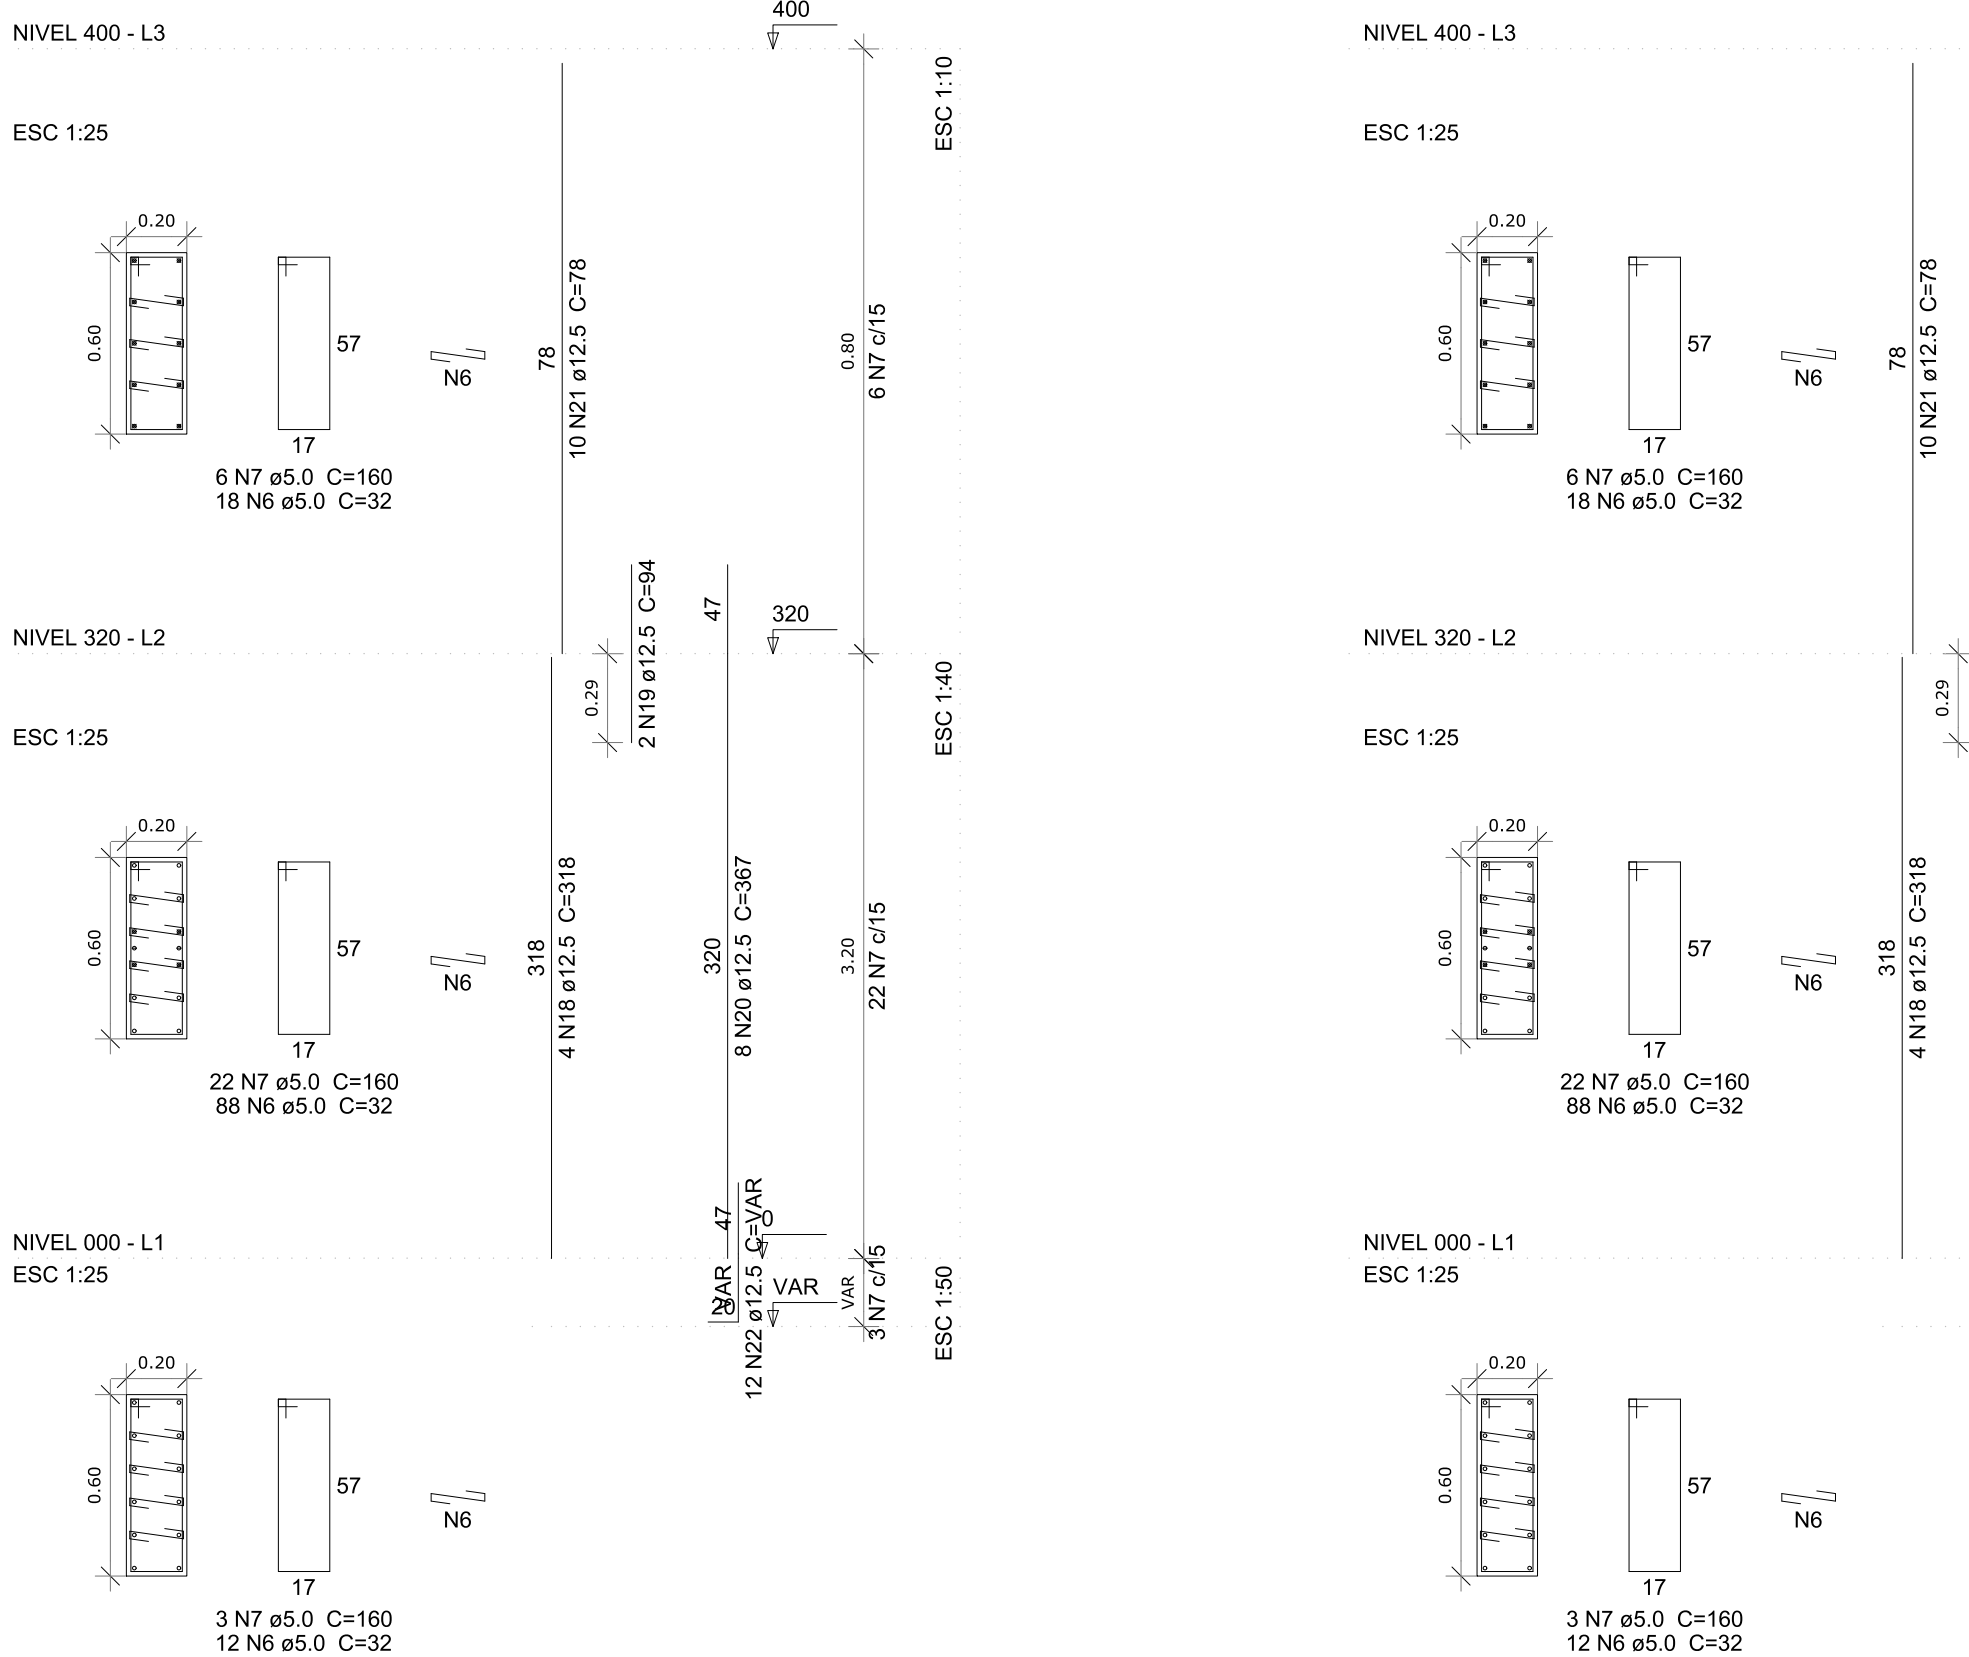 NIVEL 400 - L3
400
ESC 1:10
ESC 1:25
0.20
0.60
57
17
N6
6 N7 ø5.0 C=160
18 N6 ø5.0 C=32
78
10 N21 ø12.5 C=78
0.80
6 N7 c/15
NIVEL 320 - L2
320
ESC 1:40
ESC 1:25
0.29
2 N19 ø12.5 C=94
47
0.20
0.60
57
17
N6
22 N7 ø5.0 C=160
88 N6 ø5.0 C=32
318
4 N18 ø12.5 C=318
320
8 N20 ø12.5 C=367
3.20
22 N7 c/15
NIVEL 000 - L1
0
ESC 1:25
47
VAR
20
12 N22 ø12.5 C=VAR
VAR
VAR
3 N7 c/15
ESC 1:50
0.20
0.60
57
17
N6
3 N7 ø5.0 C=160
12 N6 ø5.0 C=32
NIVEL 400 - L3
ESC 1:25
0.20
0.60
57
17
N6
6 N7 ø5.0 C=160
18 N6 ø5.0 C=32
78
10 N21 ø12.5 C=78
NIVEL 320 - L2
ESC 1:25
0.29
0.20
0.60
57
17
N6
22 N7 ø5.0 C=160
88 N6 ø5.0 C=32
318
4 N18 ø12.5 C=318
NIVEL 000 - L1
ESC 1:25
0.20
0.60
57
17
N6
3 N7 ø5.0 C=160
12 N6 ø5.0 C=32